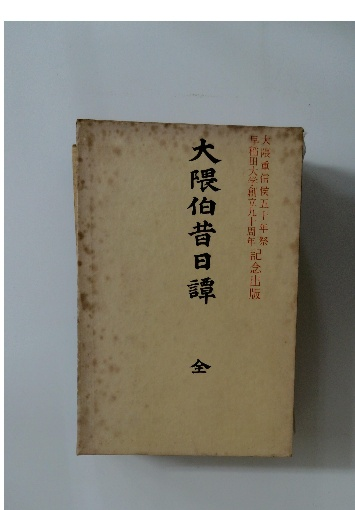 大隈重信侯五十年祭
早稲田大学創立九十周年
記念出版
大隈伯昔日譚
全